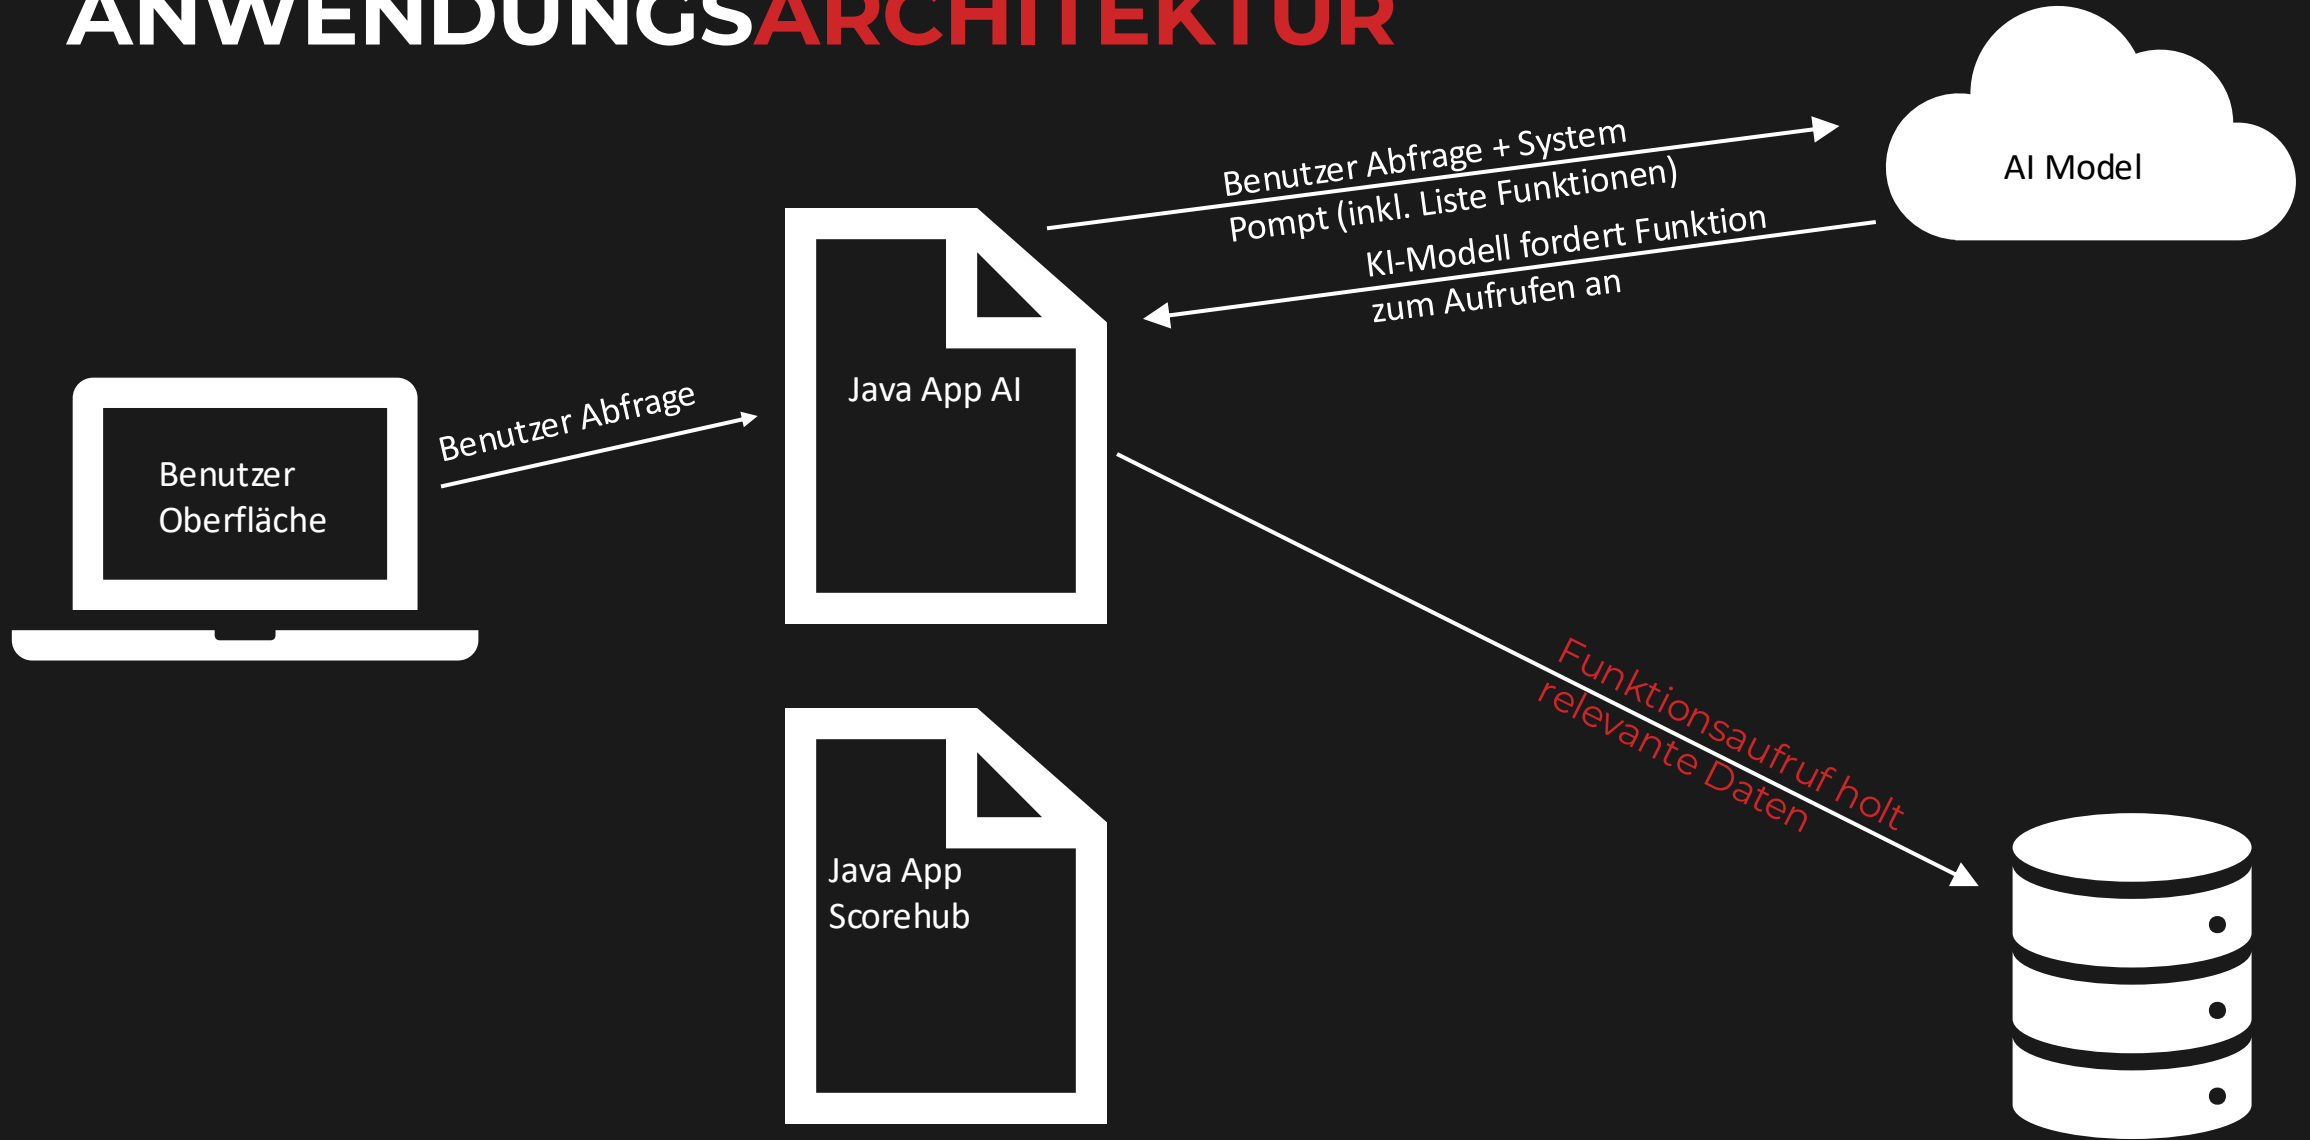 ANWENDUNGSARCHITEKTUR
Benutzer Abfrage + System
Pompt (inkl. Liste Funktionen)
AI Model
KI-Modell fordert Funktion
zum Aufrufen an
Java App AI
Benutzer Abfrage
Benutzer
Oberfläche
Funktionsaufruf holt
relevante Daten
Java App
Scorehub